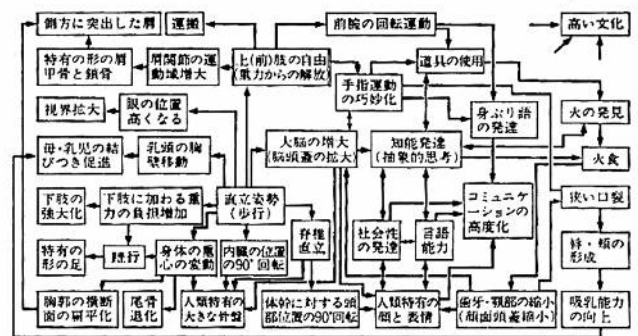 側方に突出した肩
運搬
前腕の回転運動
高い文化
特有の形の肩
甲骨と鎖骨
肩関節の運
動域増大
上(前)肢の自由
(重力からの解放)
道具の使用
手指運動
の巧妙化
視界拡大
眼の位置
高くなる
身ぶり語
の発達
火の発見
母・乳児の結
びつき促進
乳頭の胸
壁移動
大脳の増大
(脳頭蓋の拡大)
知能発達
(抽象的思考)
火食
下肢の
強大化
下肢に加わる重
力の負担増加
直立姿勢
(歩行)
コミュニケ
ーションの
高度化
狭い口裂
脊椎
直立
社会性
の発達
言語
能力
特有の
形の足
身体の重
心の変動
内臓の位置
の90°回転
頬の
形成
胸郭の横断
面の扁平化
尾骨
退化
人類特有の
大きな骨盤
体幹に対する頭
部位置の90°回転
人類特有の
顔と表情
歯牙・顎部の縮小
(顔面頭蓋縮小)
吸乳能力
の向上